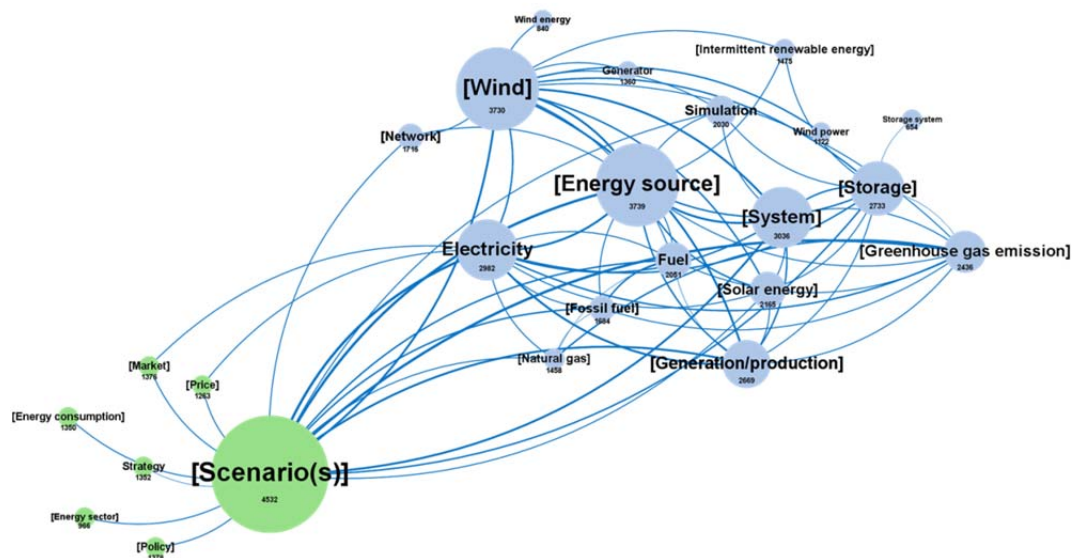 Wind energy
840
[Wind]
3730
[Intermittent renewable energy]
1475
Generator
1360
Simulation
2030
Storage system
654
Wind power
1122
[Network]
1716
[Energy source]
3739
[Storage]
2733
[System]
3036
Electricity
2982
[Greenhouse gas emission]
2436
Fuel
2051
[Solar energy]
2165
[Fossil fuel]
1684
[Natural gas]
1458
[Generation/production]
2669
[Market]
1376
[Price]
1263
[Energy consumption]
1350
Strategy
1352
[Scenario(s)]
4532
[Energy sector]
966
[Policy]